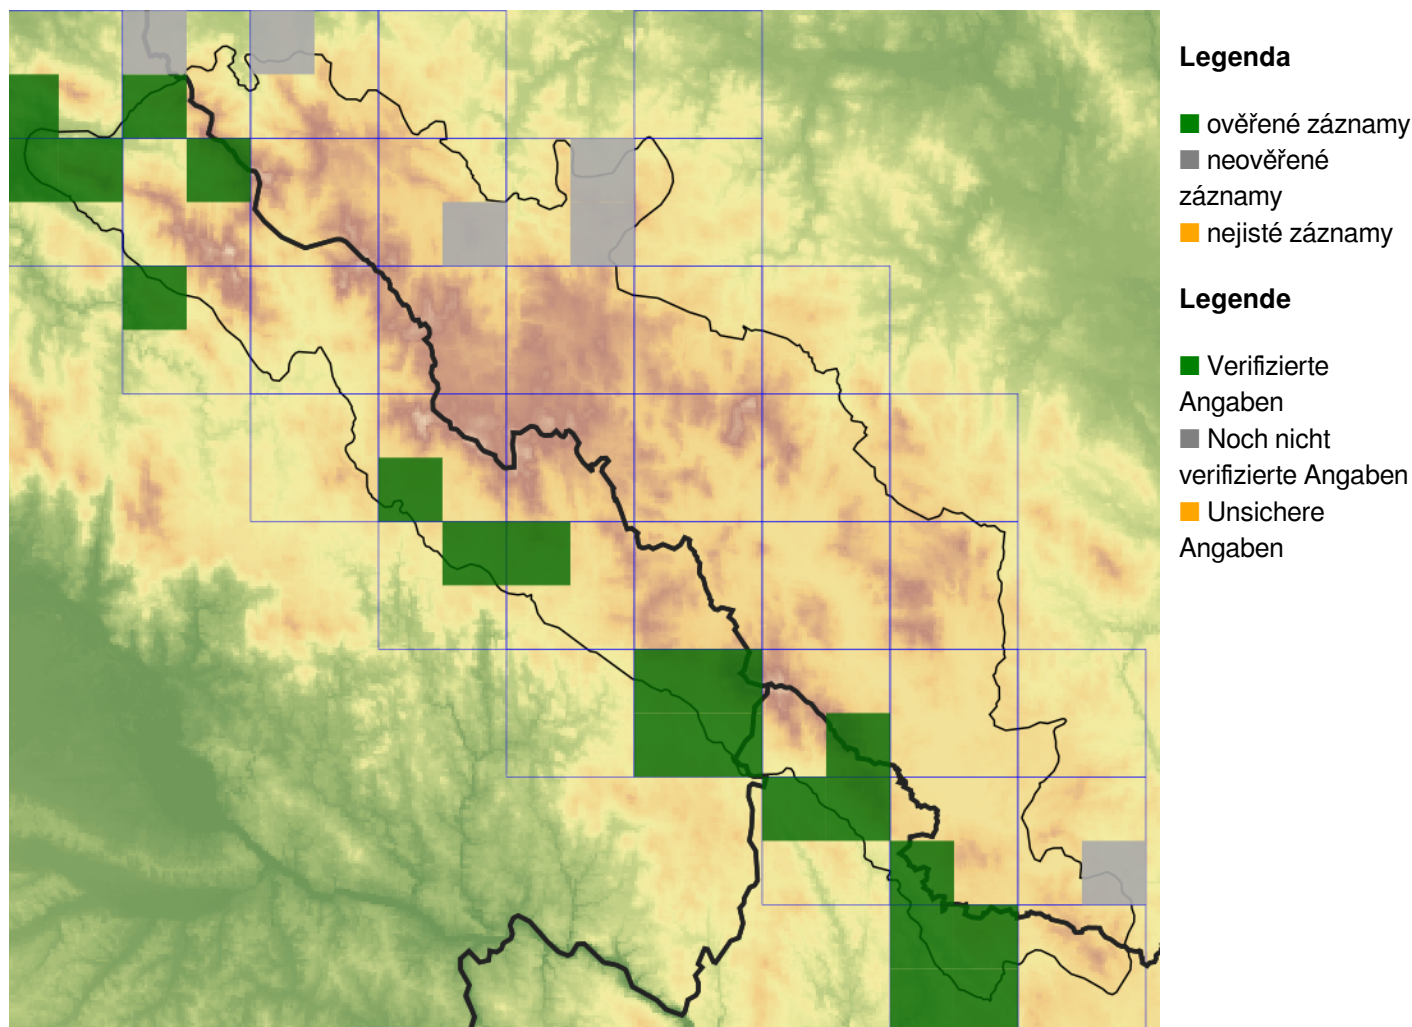 Legenda
ověřené záznamy
neověřené
záznamy
nejisté záznamy
Legende
Verifizierte
Angaben
Noch nicht
verifizierte Angaben
Unsichere
Angaben